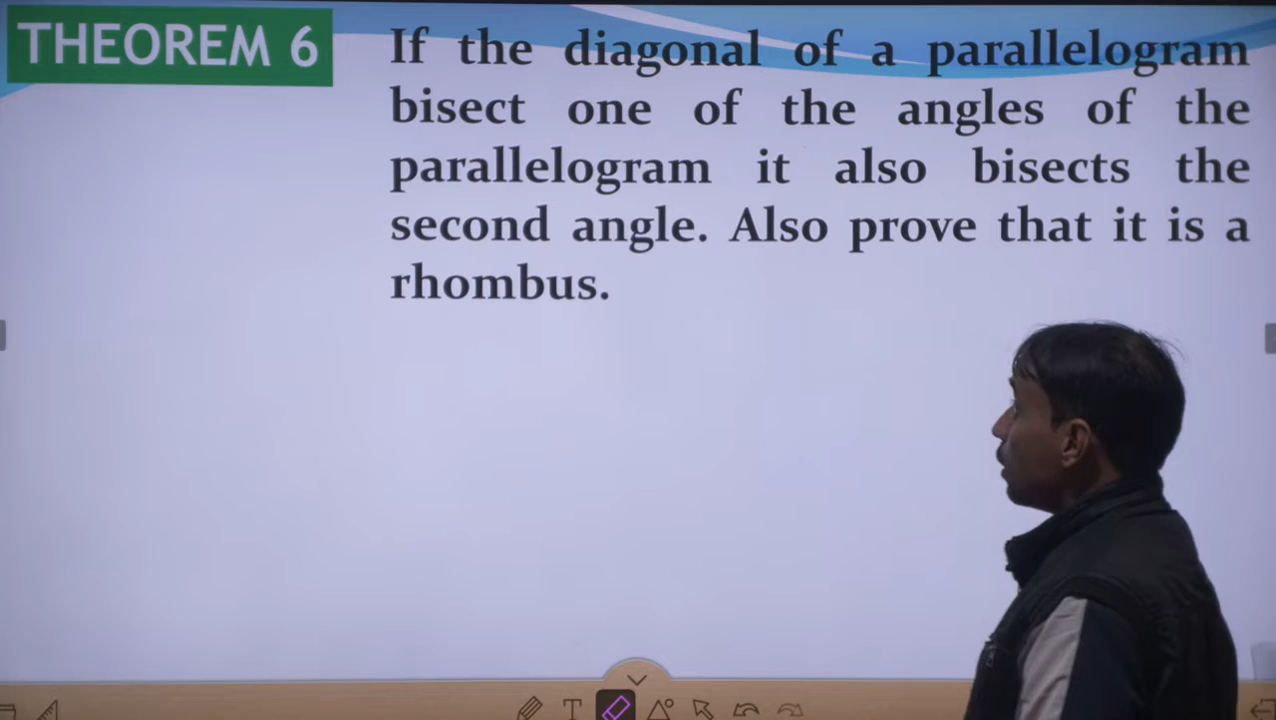 THEOREM 6
If the diagonal of a parallelogram
bisect one of the angles of the
parallelogram it also bisects the
second angle. Also prove that it is a
rhombus.
T